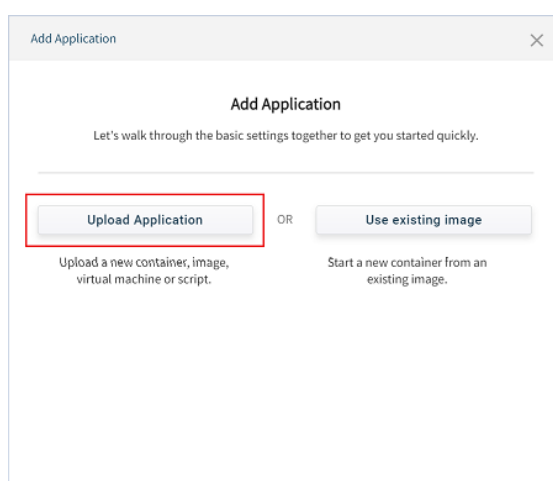 Add Application
Add Application
Let's walk through the basic settings together to get you started quickly.
Upload Application
OR
Use existing image
Upload a new container, image,
virtual machine or script.
Start a new container from an
existing image.